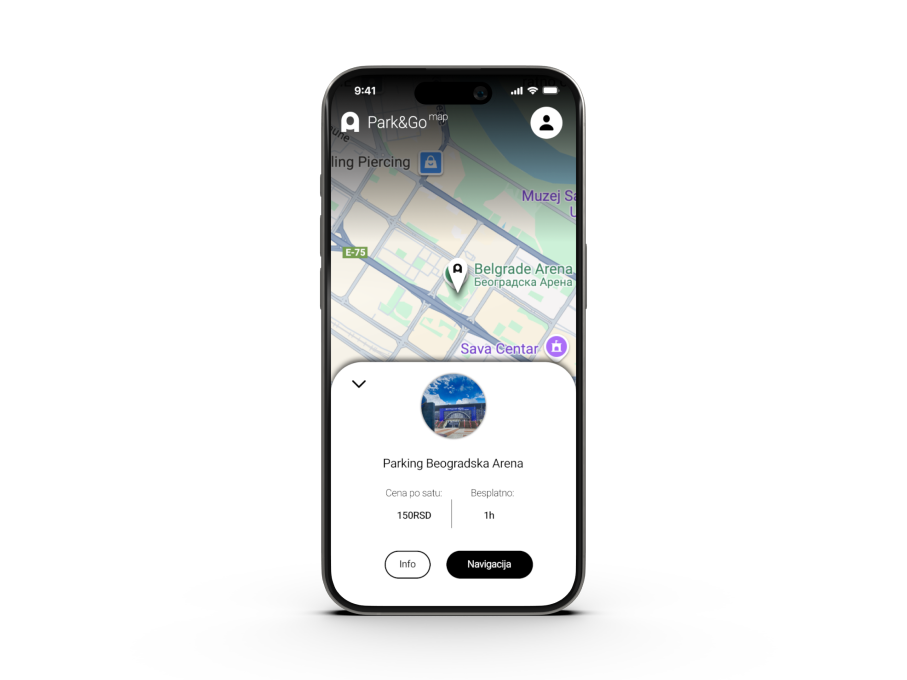 9:41
Park&Go map
ling Piercing
Muzej Sa
U
E-75
Belgrade Arena
Београдска Арена
Sava Centar
Parking Beogradska Arena
Cena po satu:
Besplatno:
150RSD
1h
Info
Navigacija